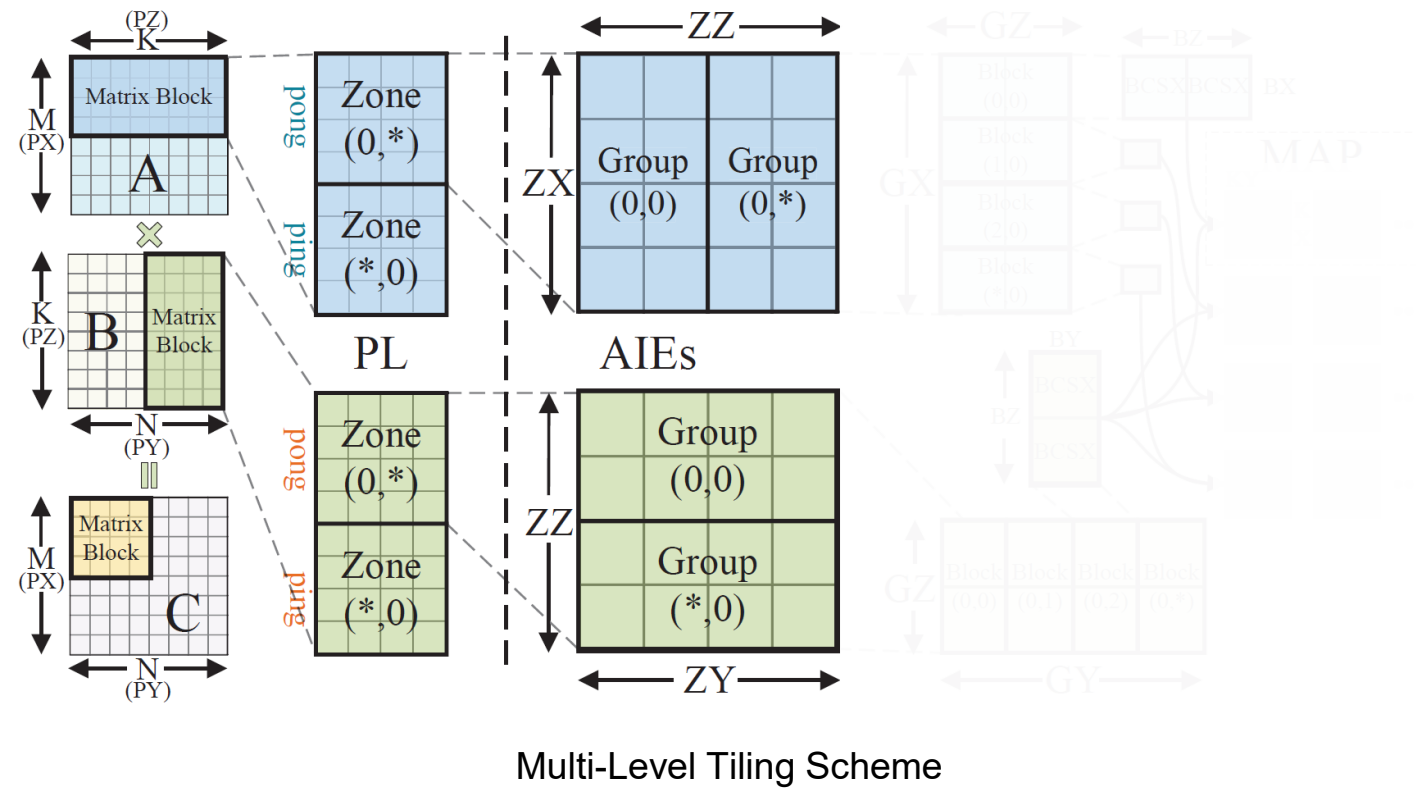 (PZ)
K
M
(PX)
Matrix Block
A
K
(PZ)
B
Matrix
Block
N
(PY)
M
(PX)
Matrix
Block
C
N
(PY)
pong
ping
Zone
(0,*)
Zone
(*,0)
PL
pong
ping
Zone
(0,*)
Zone
(*,0)
ZZ
ZX
Group
(0,0)
Group
(0,*)
AIEs
ZZ
Group
(0,0)
Group
(*,0)
ZY
GZ
GX
Block
(0,0)
Block
(1,0)
Block
(2,0)
Block
(*,0)
BZ
BCSX
BCSX
BX
MAP
BY
BZ
BCSX
BCSX
GZ
Block
(0,0)
Block
(0,1)
Block
(0,2)
Block
(0,*)
GY
Multi-Level Tiling Scheme